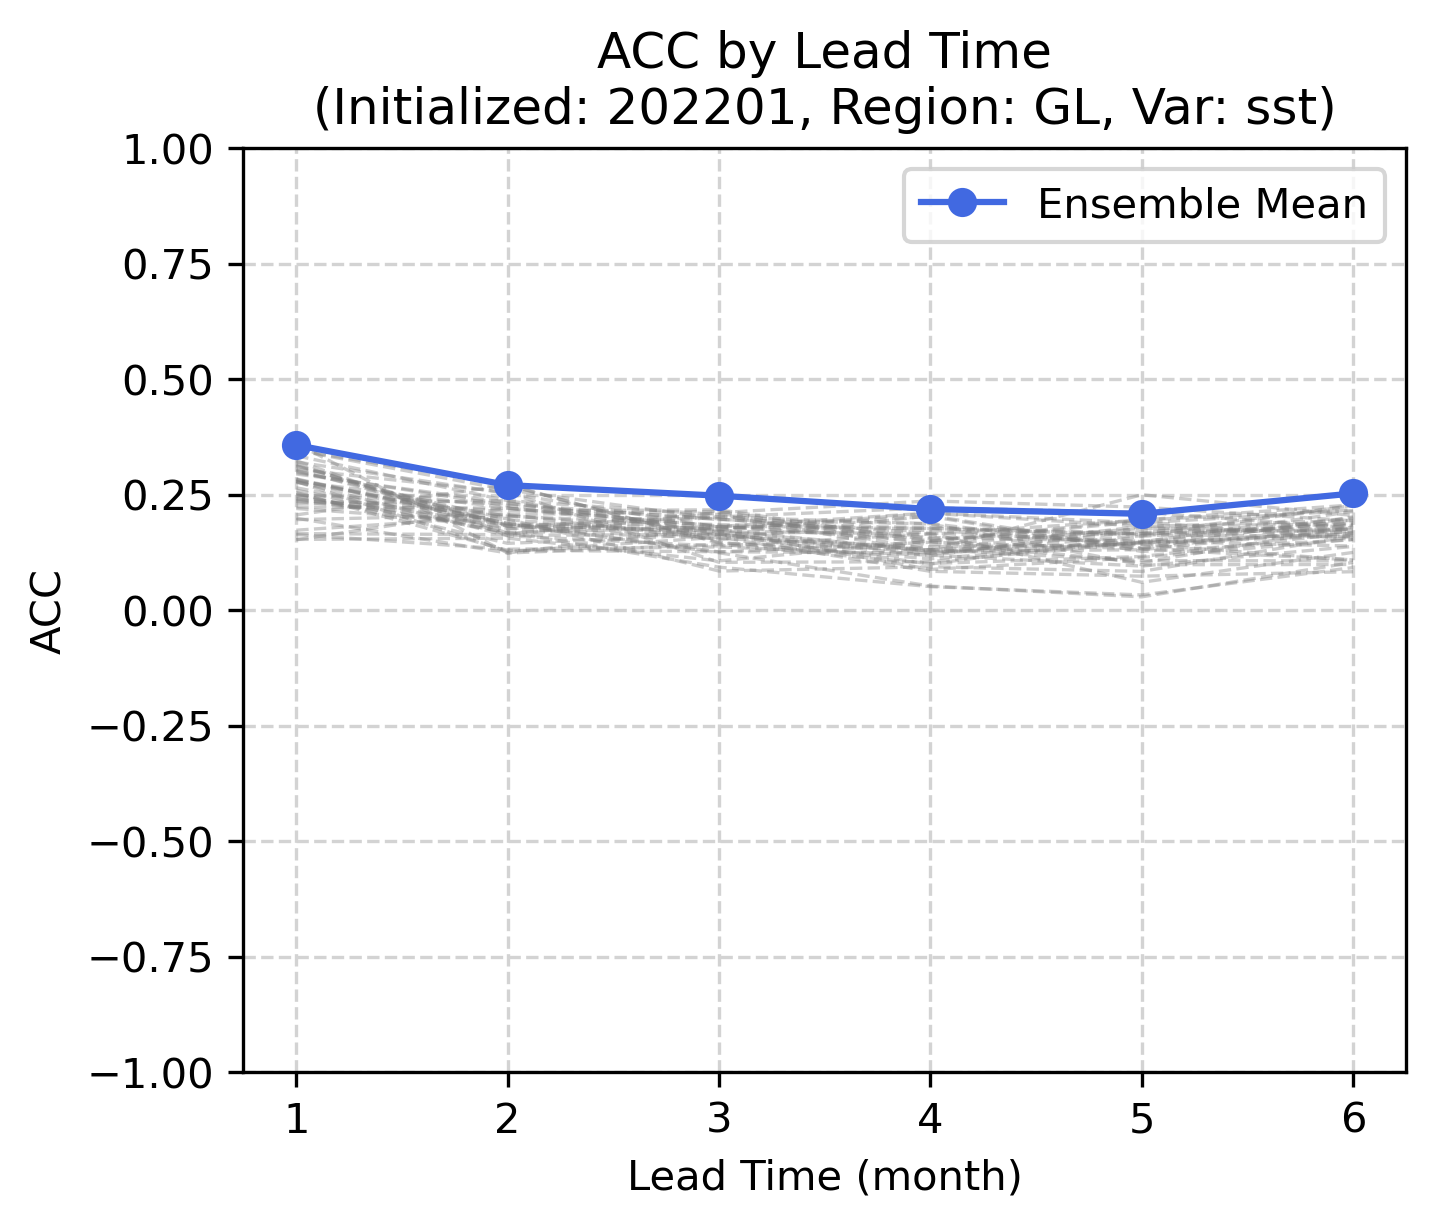 ACC by Lead Time
(Initialized: 202201, Region: GL, Var: sst)
Ensemble Mean
1.00
0.75
0.50
0.25
0.00
−0.25
−0.50
−0.75
−1.00
ACC
1 2 3 4 5 6
Lead Time (month)